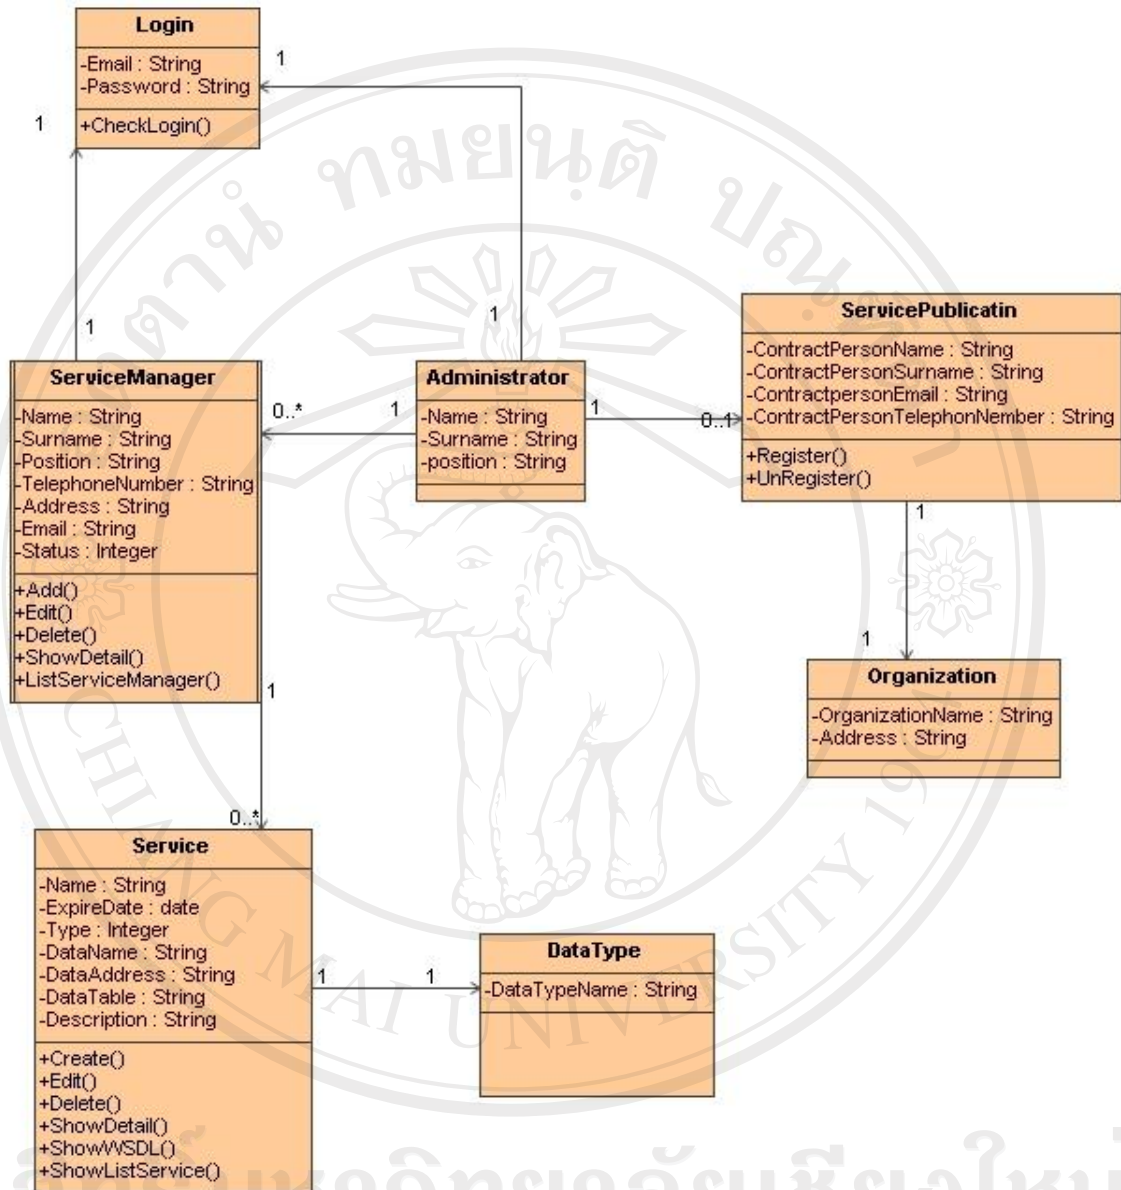 Login
-Email : String
-Password : String
+CheckLogin()
1
1
1
1
ServiceManager
-Name : String
-Surname : String
-Position : String
-TelephoneNumber : String
-Address : String
-Email : String
-Status : Integer
+Add()
+Edit()
+Delete()
+ShowDetail()
+ListServiceManager()
0..*
1
Administrator
-Name : String
-Surname : String
-position : String
1
0..1
ServicePublicatin
-ContractPersonName : String
-ContractPersonSurname : String
-ContractpersonEmail : String
-ContractPersonTelephonNember : String
+Register()
+UnRegister()
1
1
Organization
-OrganizationName : String
-Address : String
1
0..*
Service
-Name : String
-ExpireDate : date
-Type : Integer
-DataName : String
-DataAddress : String
-DataTable : String
-Description : String
+Create()
+Edit()
+Delete()
+ShowDetail()
+ShowWSDL()
+ShowListService()
1
1
DataType
-DataTypeName : String
CHIANG MAI UNIVERSITY 1964